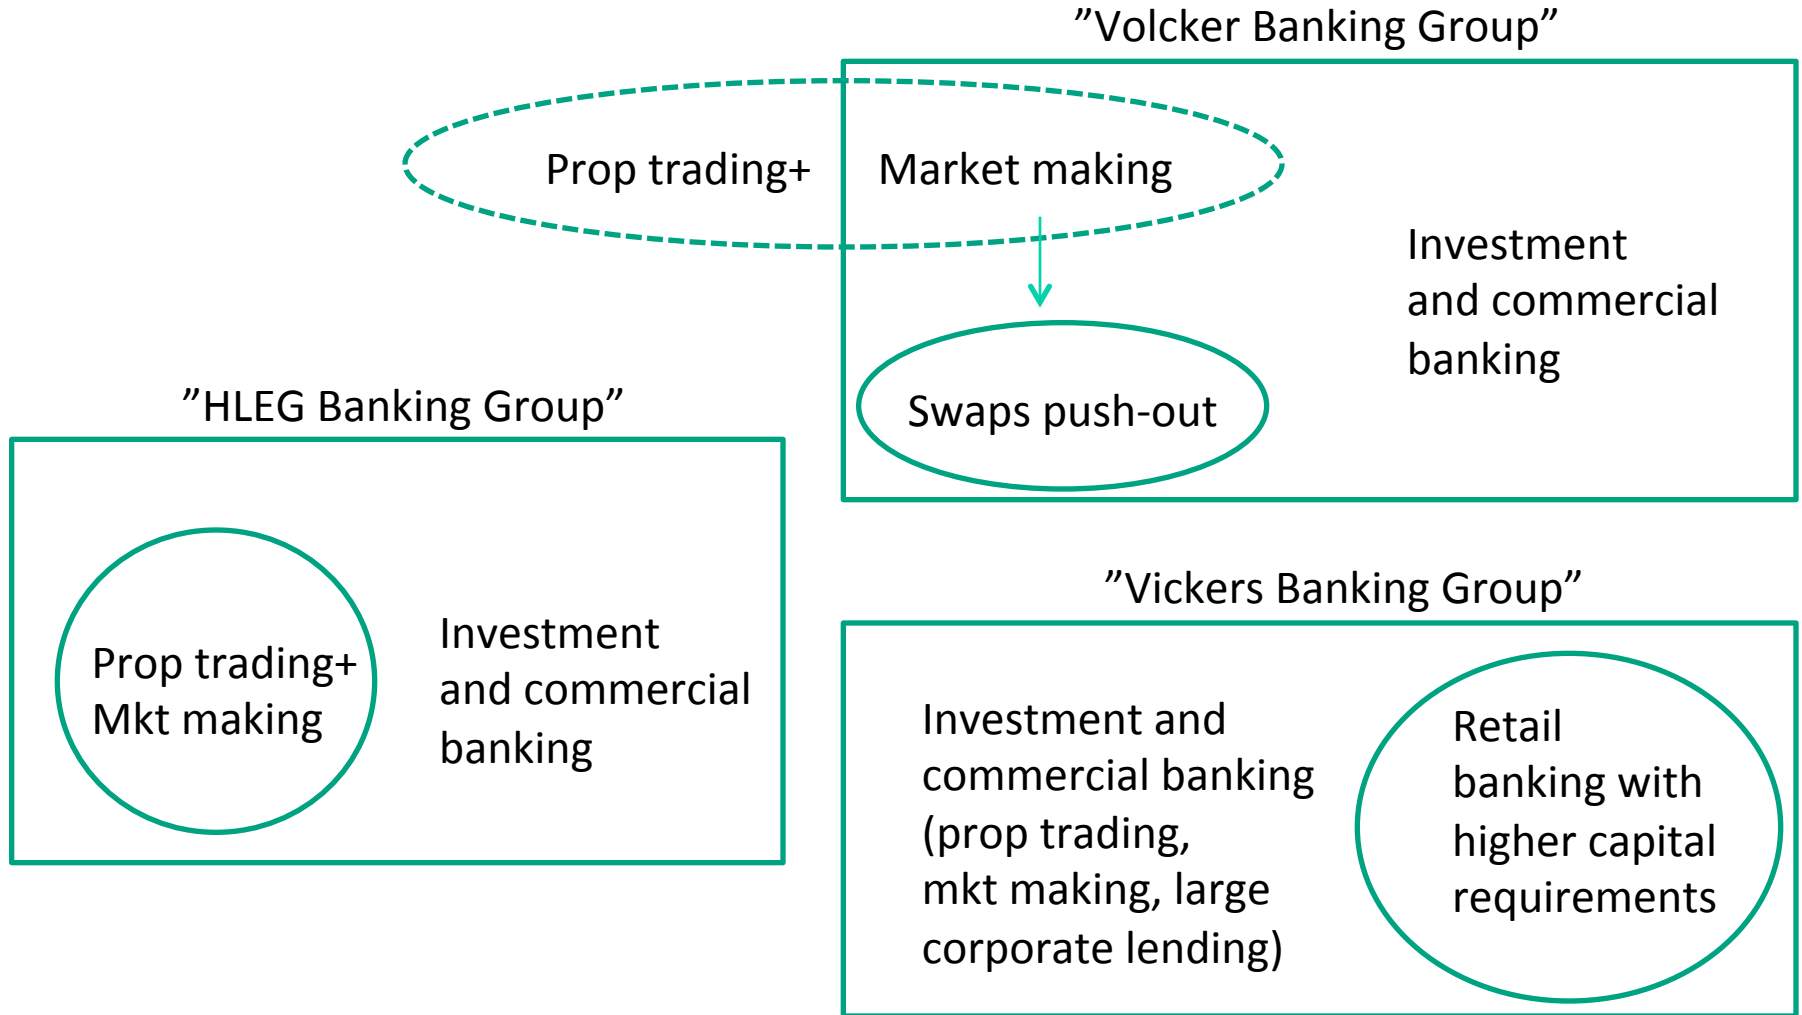 ”Volcker Banking Group”
Prop trading+
Market making
Investment
and commercial
banking
Swaps push-out
”HLEG Banking Group”
Prop trading+
Mkt making
Investment
and commercial
banking
”Vickers Banking Group”
Investment and
commercial banking
(prop trading,
mkt making, large
corporate lending)
Retail
banking with
higher capital
requirements